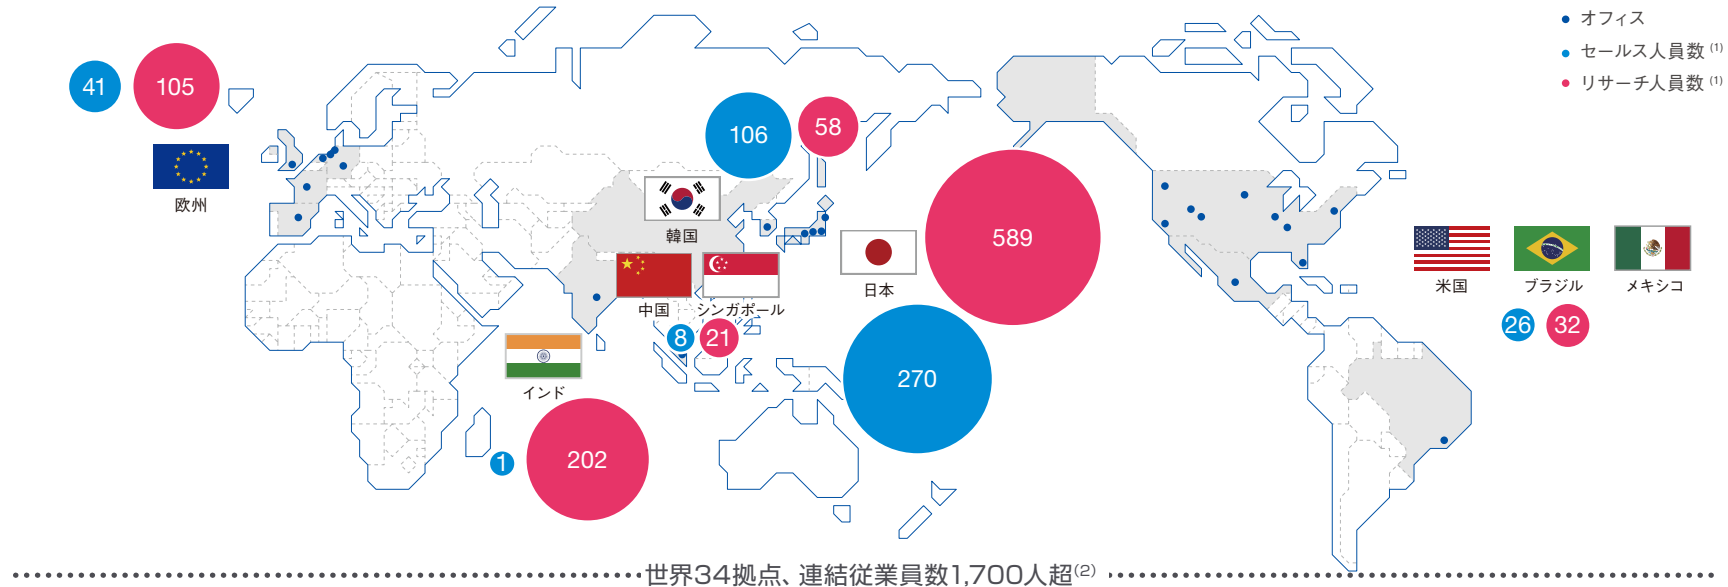 オフィス
セールス人員数 (1)
リサーチ人員数 (1)
41
105
欧州
106
58
韓国
589
日本
中国
シンガポール
8
21
270
インド
1
202
米国
ブラジル
メキシコ
26
32
世界34拠点、連結従業員数1,700人超(2)